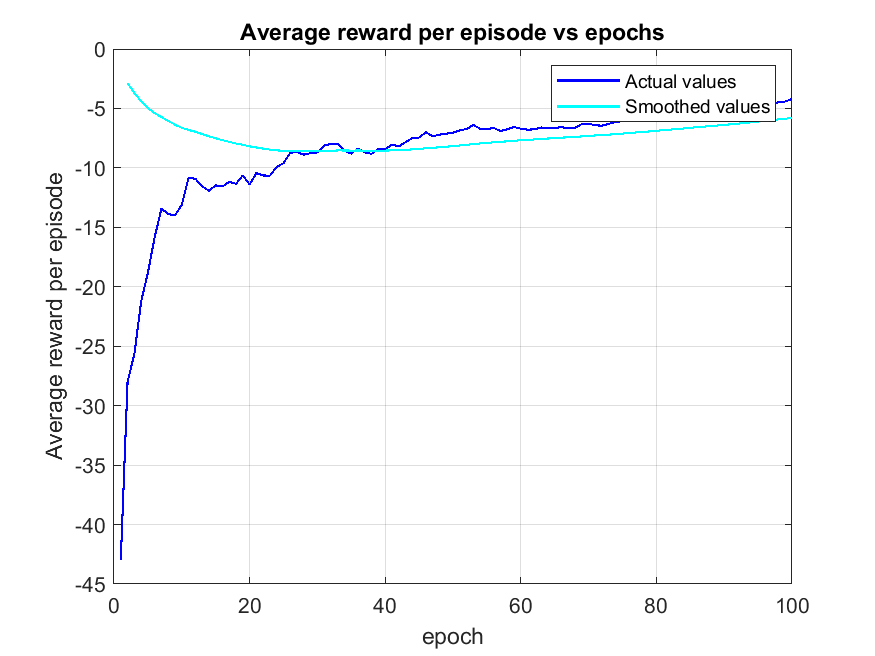 Average reward per episode vs epochs
Actual values
Smoothed values
Average reward per episode
0
-5
-10
-15
-20
-25
-30
-35
-40
-45
0 20 40 60 80 100
epoch